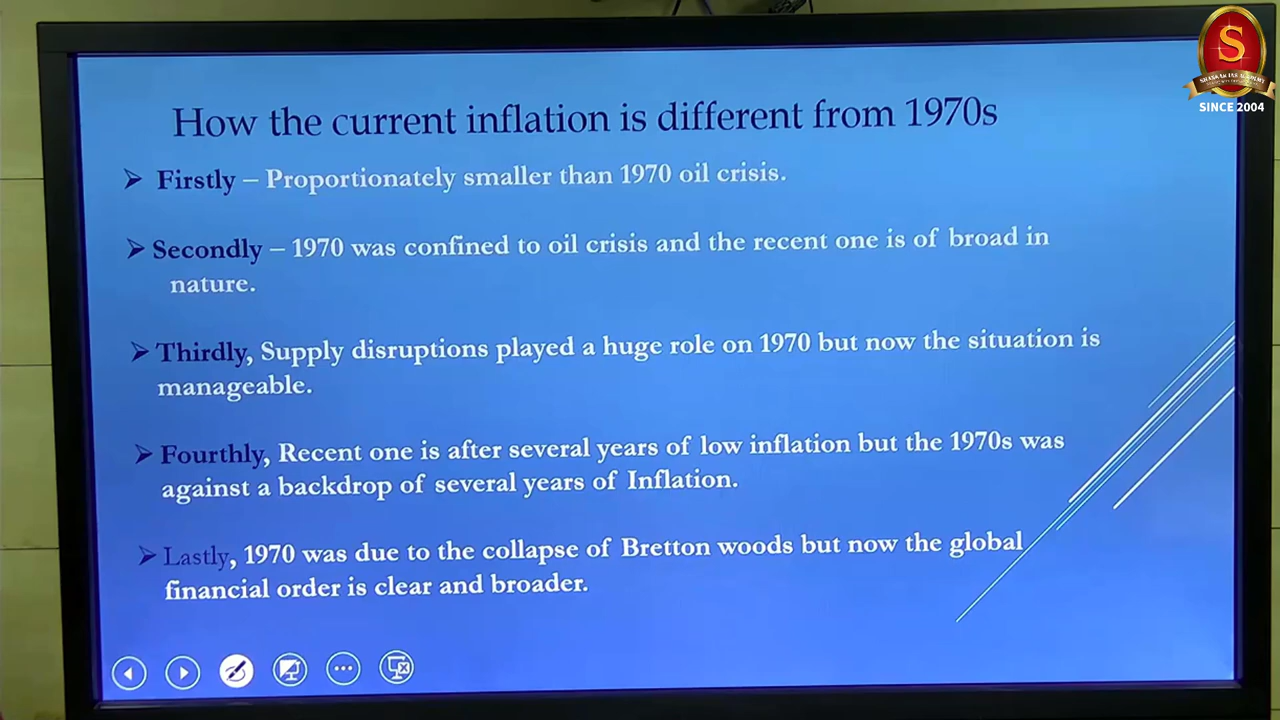 S
SHANKAR IAS ACADEMY
SINCE 2004
How the current inflation is different from 1970s
Firstly – Proportionately smaller than 1970 oil crisis.
Secondly – 1970 was confined to oil crisis and the recent one is of broad in
nature.
Thirdly, Supply disruptions played a huge role on 1970 but now the situation is
manageable.
Fourthly, Recent one is after several years of low inflation but the 1970s was
against a backdrop of several years of Inflation.
Lastly, 1970 was due to the collapse of Bretton woods but now the global
financial order is clear and broader.